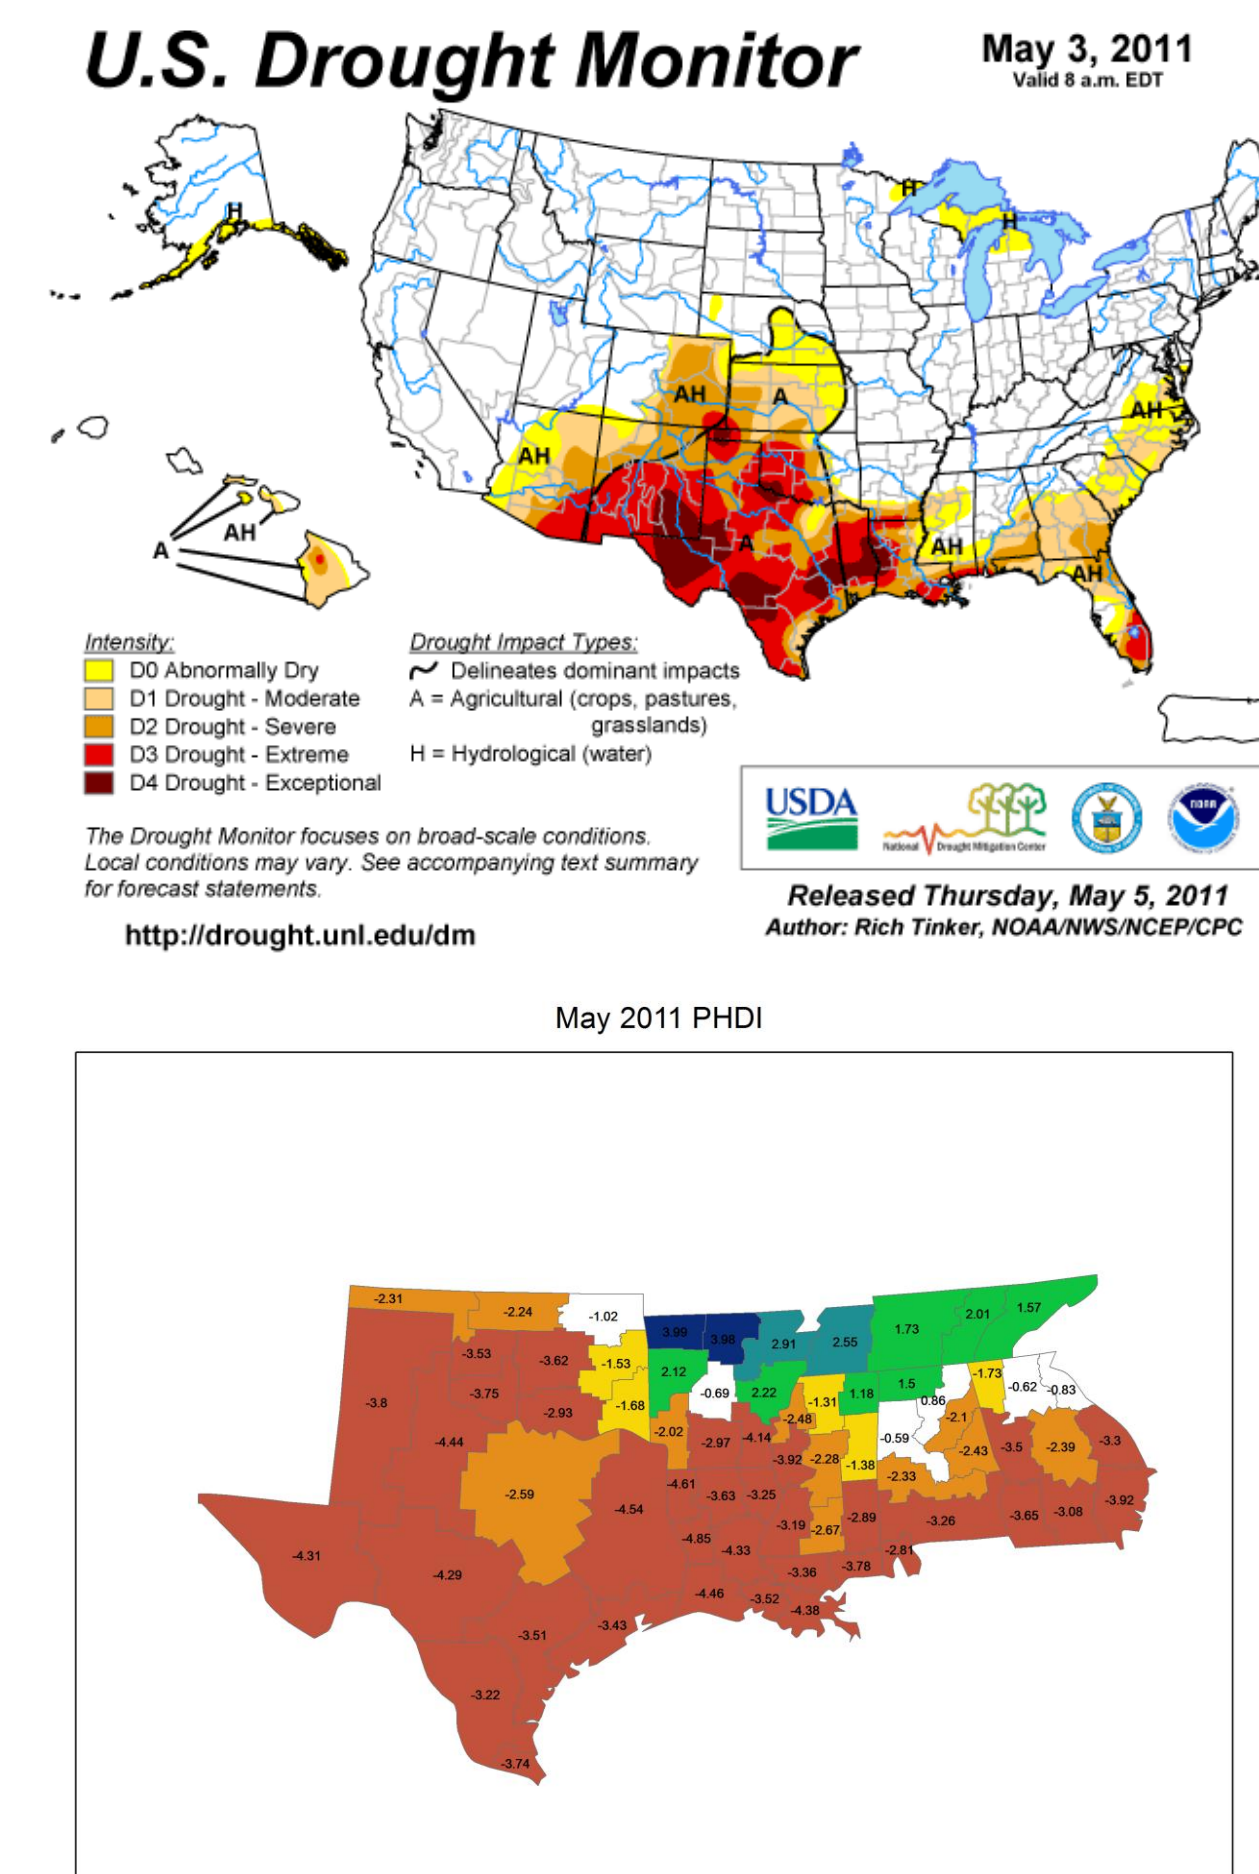 U.S. Drought Monitor
May 3, 2011
Valid 8 a.m. EDT
H
H
H
AH
A
AH
AH
A
AH
AH
AH
A
Intensity:
D0 Abnormally Dry
D1 Drought - Moderate
D2 Drought - Severe
D3 Drought - Extreme
D4 Drought - Exceptional
Drought Impact Types:
Delineates dominant impacts
A = Agricultural (crops, pastures,
grasslands)
H = Hydrological (water)
The Drought Monitor focuses on broad-scale conditions.
Local conditions may vary. See accompanying text summary
for forecast statements.
http://drought.unl.edu/dm
USDA
National Drought Mitigation Center
NOAA
Released Thursday, May 5, 2011
Author: Rich Tinker, NOAA/NWS/NCEP/CPC
May 2011 PHDI
-2.31
-2.24
-1.02
3.99
3.98
2.91
2.55
1.73
2.01
1.57
-3.53
-3.62
-1.53
2.12
-0.69
2.22
-1.31
1.18
1.5
0.86
-1.73
-0.62
-0.83
-3.8
-3.75
-2.93
-1.68
-2.02
-2.97
-4.14
-2.48
-0.59
-2.1
-4.44
-3.92
-2.28
-1.38
-2.33
-2.43
-3.5
-2.39
-3.3
-2.59
-4.54
-4.61
-3.63
-3.25
-3.19
-2.67
-2.89
-3.26
-3.65
-3.08
-3.92
-4.31
-4.29
-4.85
-4.33
-3.36
-3.78
-2.81
-4.46
-3.52
-4.38
-3.51
-3.43
-3.22
-3.74